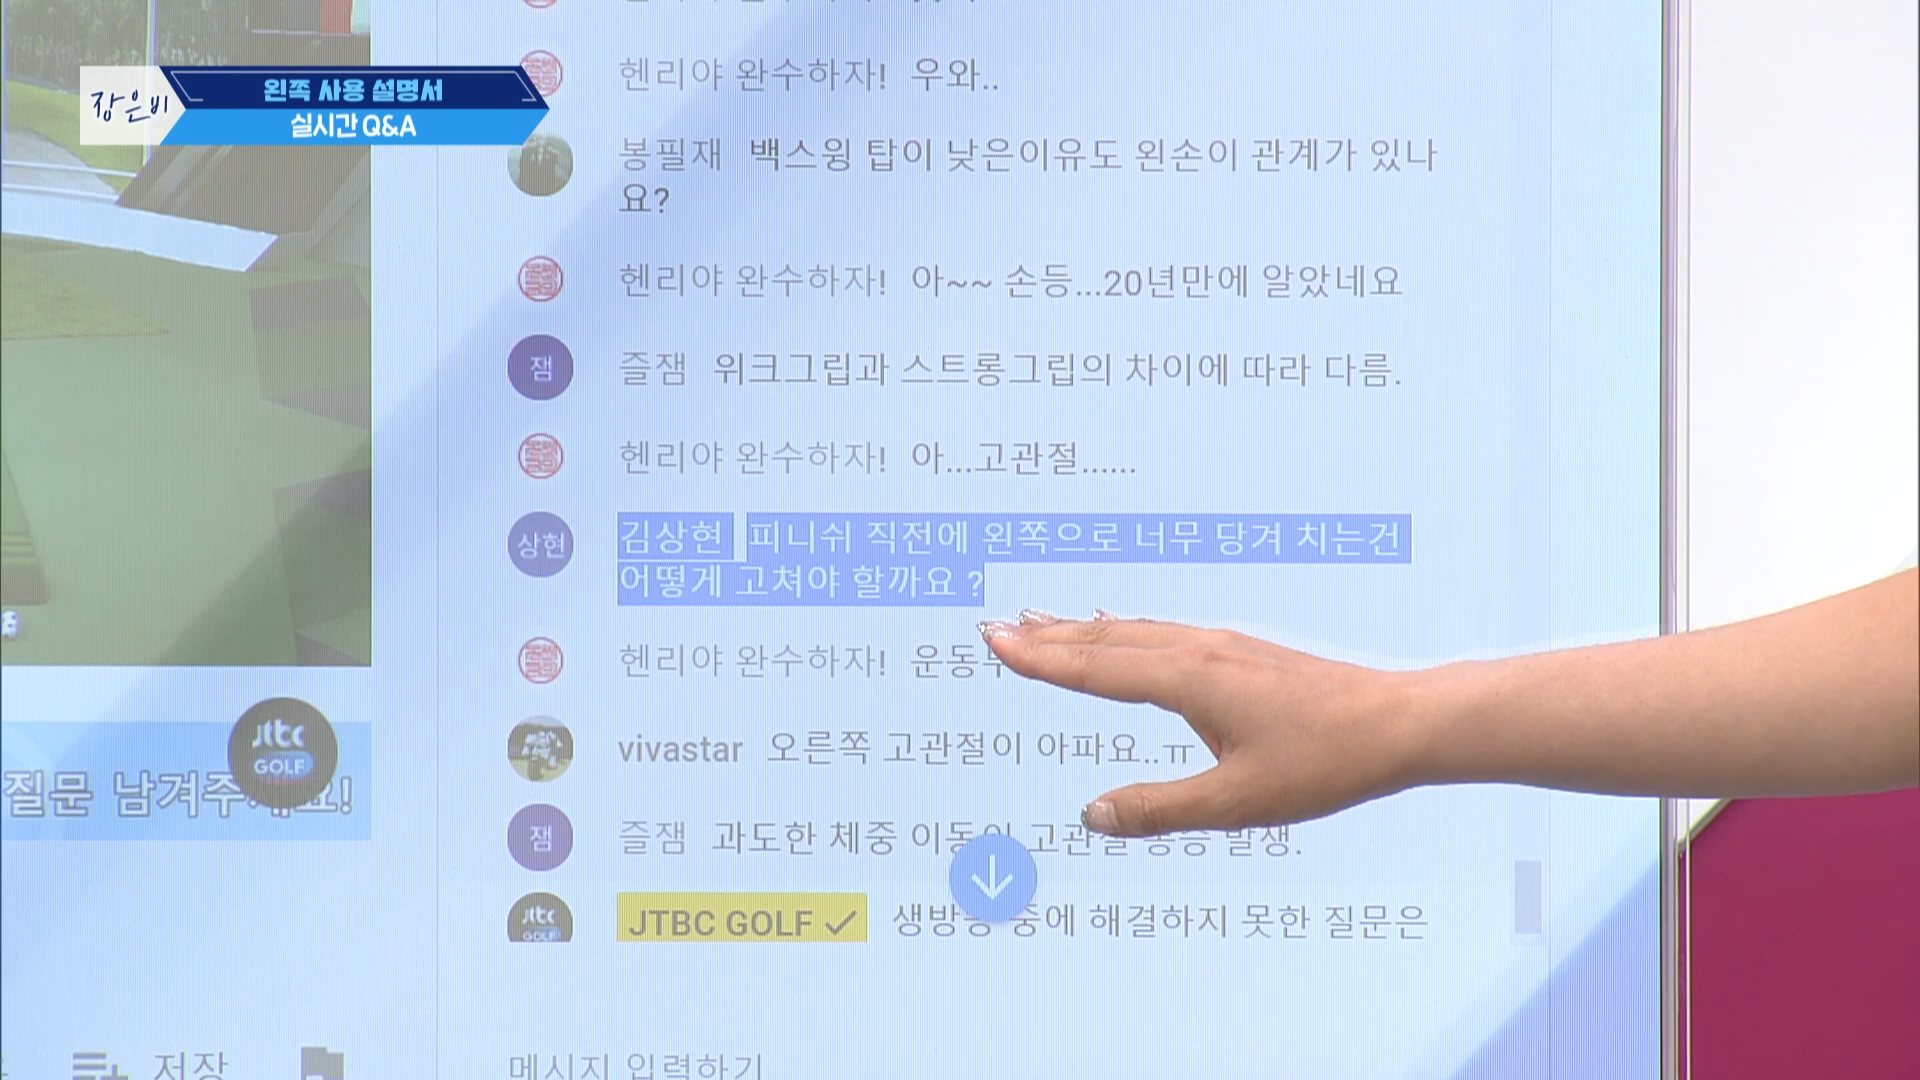 장은비
왼쪽 사용 설명서
실시간 Q&A
헨리야 완수하자! 우와..
봉필재 백스윙 탑이 낮은이유도 왼손이 관계가 있나
요?
헨리야 완수하자! 아~~ 손등...20년만에 알았네요
잼 즐잼 위크그립과 스트롱그립의 차이에 따라 다름.
헨리야 완수하자! 아...고관절......
상현 김상현 피니쉬 직전에 왼쪽으로 너무 당겨 치는건
어떻게 고쳐야 할까요 ?
헨리야 완수하자!
vivastar 오른쪽 고관절이 아파요..ㅠ
잼 즐잼 과도한 체중 고관절 발생.
JTBC GOLF JTBC GOLF ✓ 중에 해결하지 못한 질문은
메시지 입력하기
JTBC
GOLF
질문
저장